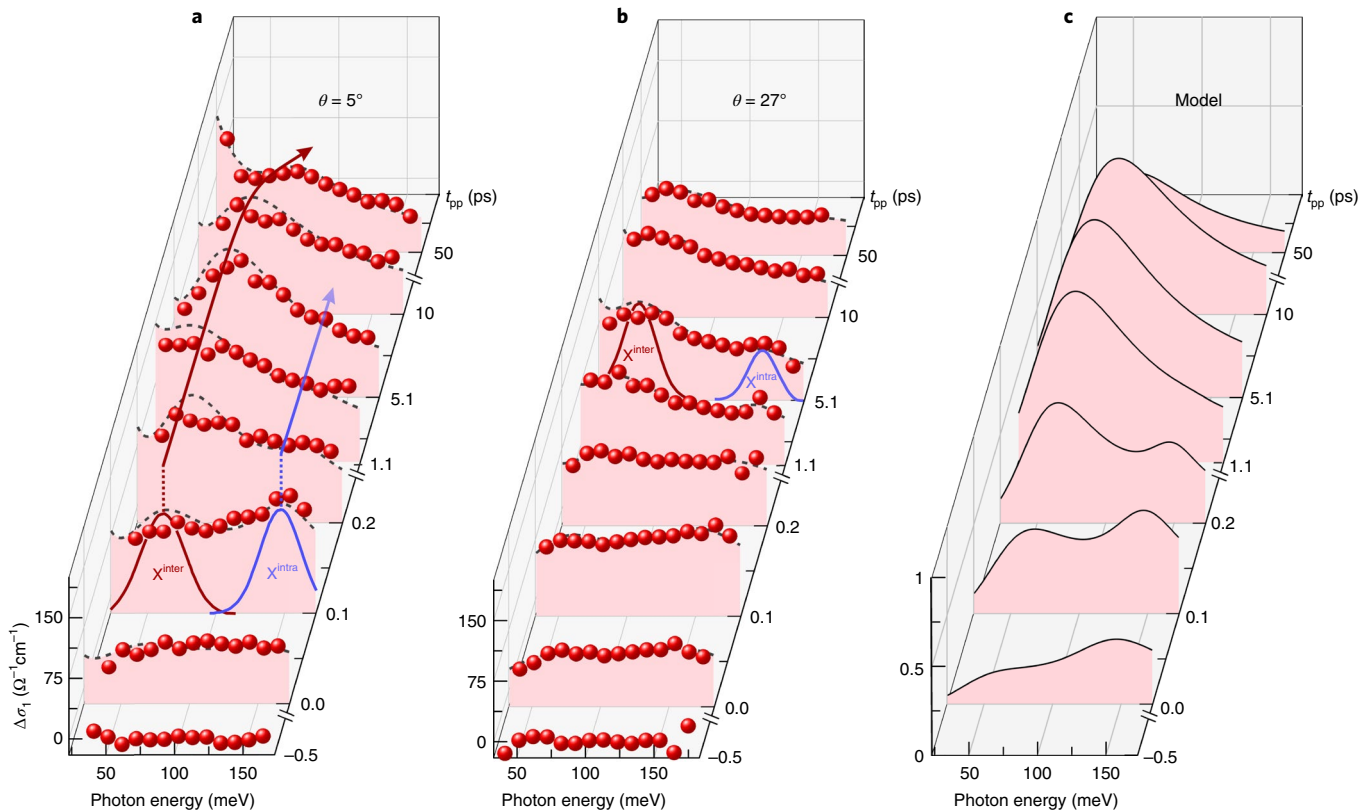 a
θ = 5°
t_pp (ps)
50
10
5.1
1.1
0.2
0.1
0.0
–0.5
X^inter
X^intra
150
75
0
Δσ₁ (Ω⁻¹cm⁻¹)
50
100
150
Photon energy (meV)
b
θ = 27°
t_pp (ps)
50
10
5.1
1.1
0.2
0.1
0.0
–0.5
X^inter
X^intra
150
75
0
50
100
150
Photon energy (meV)
c
Model
t_pp (ps)
50
10
5.1
1.1
0.2
0.1
0.0
–0.5
1
0.5
0
50
100
150
Photon energy (meV)